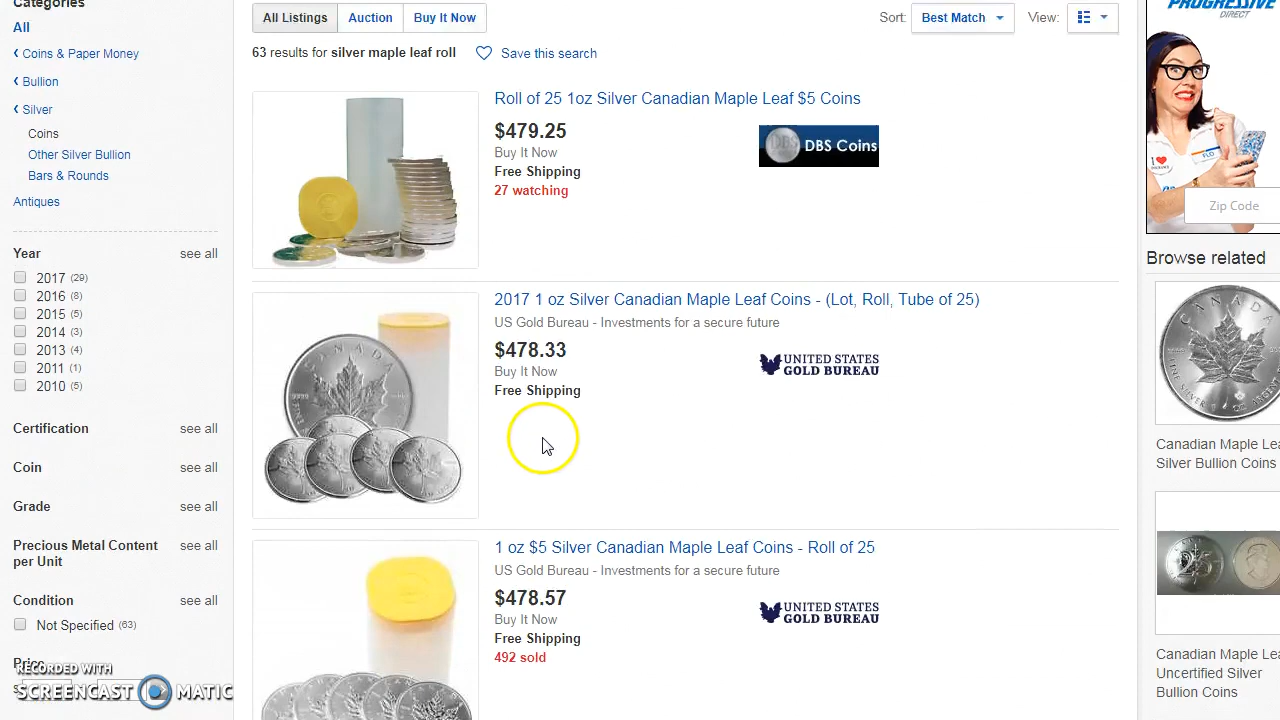 Categories
All
Coins & Paper Money
Bullion
Silver
Coins
Other Silver Bullion
Bars & Rounds
Antiques
Year see all
2017 (29)
2016 (8)
2015 (5)
2014 (3)
2013 (4)
2011 (1)
2010 (5)
Certification see all
Coin see all
Grade see all
Precious Metal Content see all
per Unit
Condition see all
Not Specified (63)
Price
RECORDED WITH
SCREENCAST MATIC
All Listings Auction Buy It Now
Sort: Best Match View:
63 results for silver maple leaf roll Save this search
Roll of 25 1oz Silver Canadian Maple Leaf $5 Coins
$479.25
Buy It Now
Free Shipping
27 watching
DBS Coins
2017 1 oz Silver Canadian Maple Leaf Coins - (Lot, Roll, Tube of 25)
US Gold Bureau - Investments for a secure future
$478.33
Buy It Now
Free Shipping
UNITED STATES
GOLD BUREAU
CANADA
1 oz $5 Silver Canadian Maple Leaf Coins - Roll of 25
US Gold Bureau - Investments for a secure future
$478.57
Buy It Now
Free Shipping
492 sold
UNITED STATES
GOLD BUREAU
PROGRESSIVE
DIRECT
I
FLO
Zip Code
Browse related
Canadian Maple Lea
Silver Bullion Coins
Canadian Maple Lea
Uncertified Silver
Bullion Coins